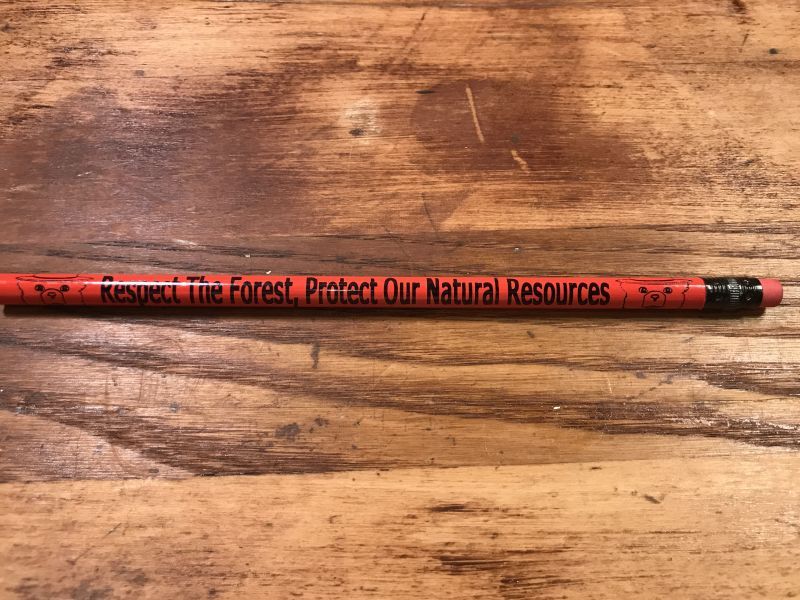 Respect The Forest, Protect Our Natural Resources